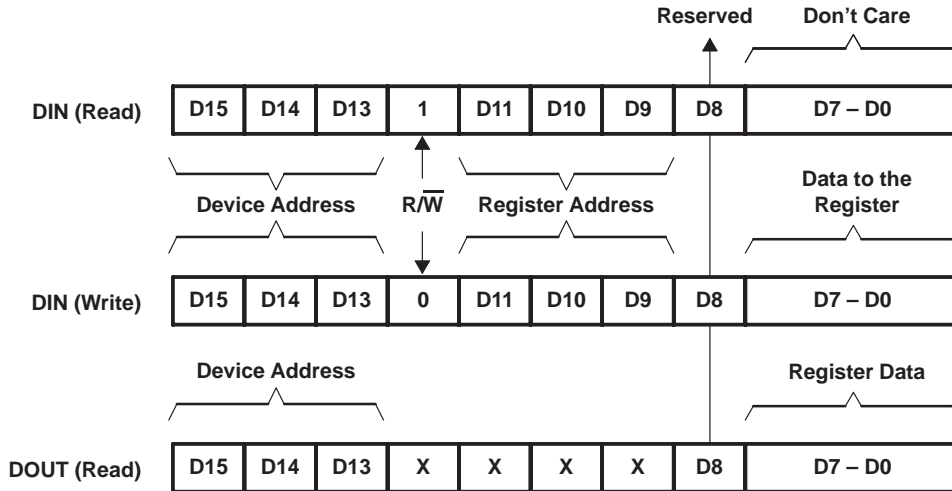 Reserved Don't Care
DIN (Read) D15 D14 D13 1 D11 D10 D9 D8 D7 – D0
Data to the
Device Address R/W̅ Register Address Register
DIN (Write) D15 D14 D13 0 D11 D10 D9 D8 D7 – D0
Device Address Register Data
DOUT (Read) D15 D14 D13 X X X X D8 D7 – D0